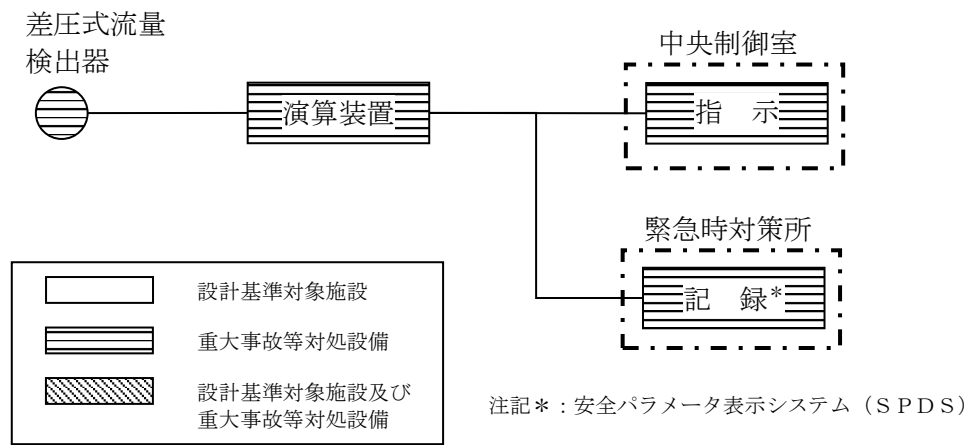 差圧式流量
検出器
演算装置
中央制御室
指　示
緊急時対策所
記　録*
設計基準対象施設
重大事故等対処設備
設計基準対象施設及び
重大事故等対処設備
注記＊：安全パラメータ表示システム（ＳＰＤＳ）